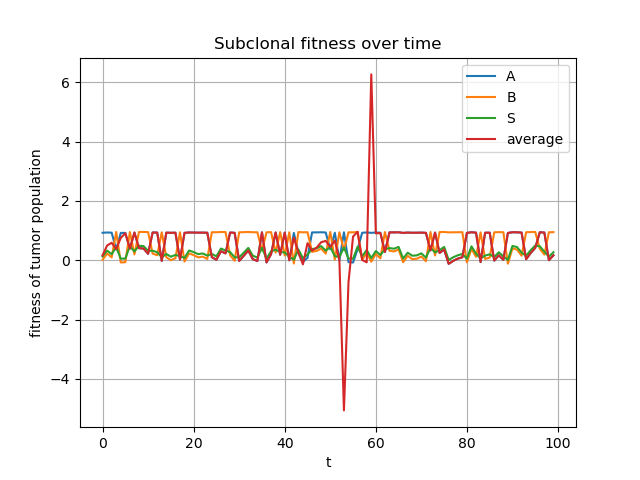 Subclonal fitness over time
fitness of tumor population
6
4
2
0
−2
−4
0 20 40 60 80 100
t
A
B
S
average